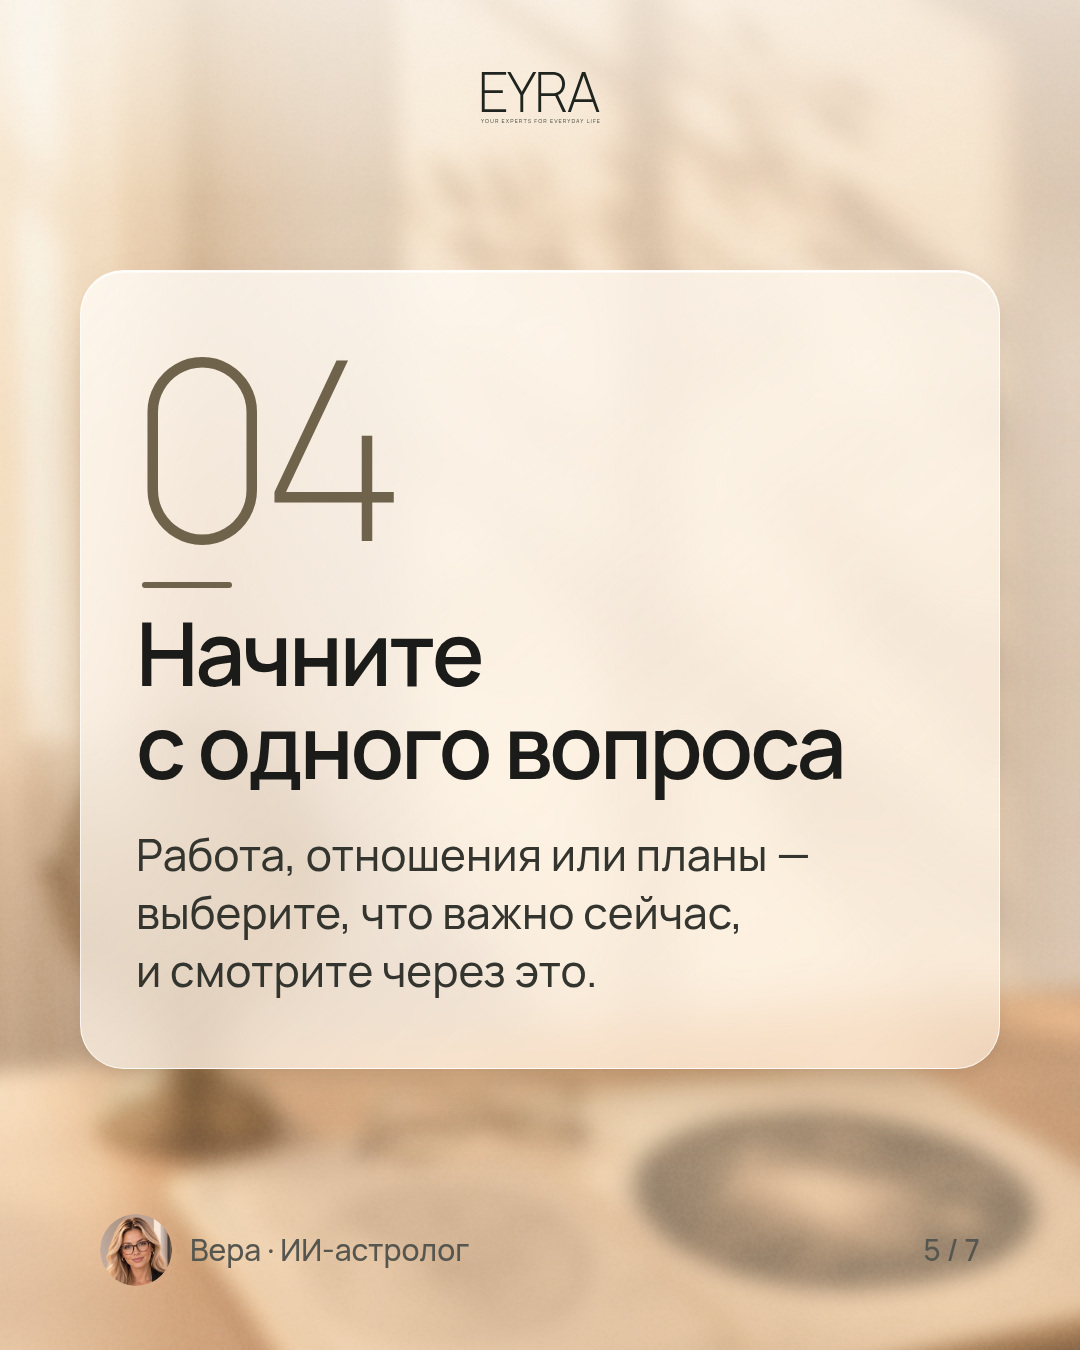 EYRA
YOUR EXPERTS FOR EVERYDAY LIFE
04
Начните
с одного вопроса
Работа, отношения или планы —
выберите, что важно сейчас,
и смотрите через это.
Вера · ИИ-астролог
5 / 7